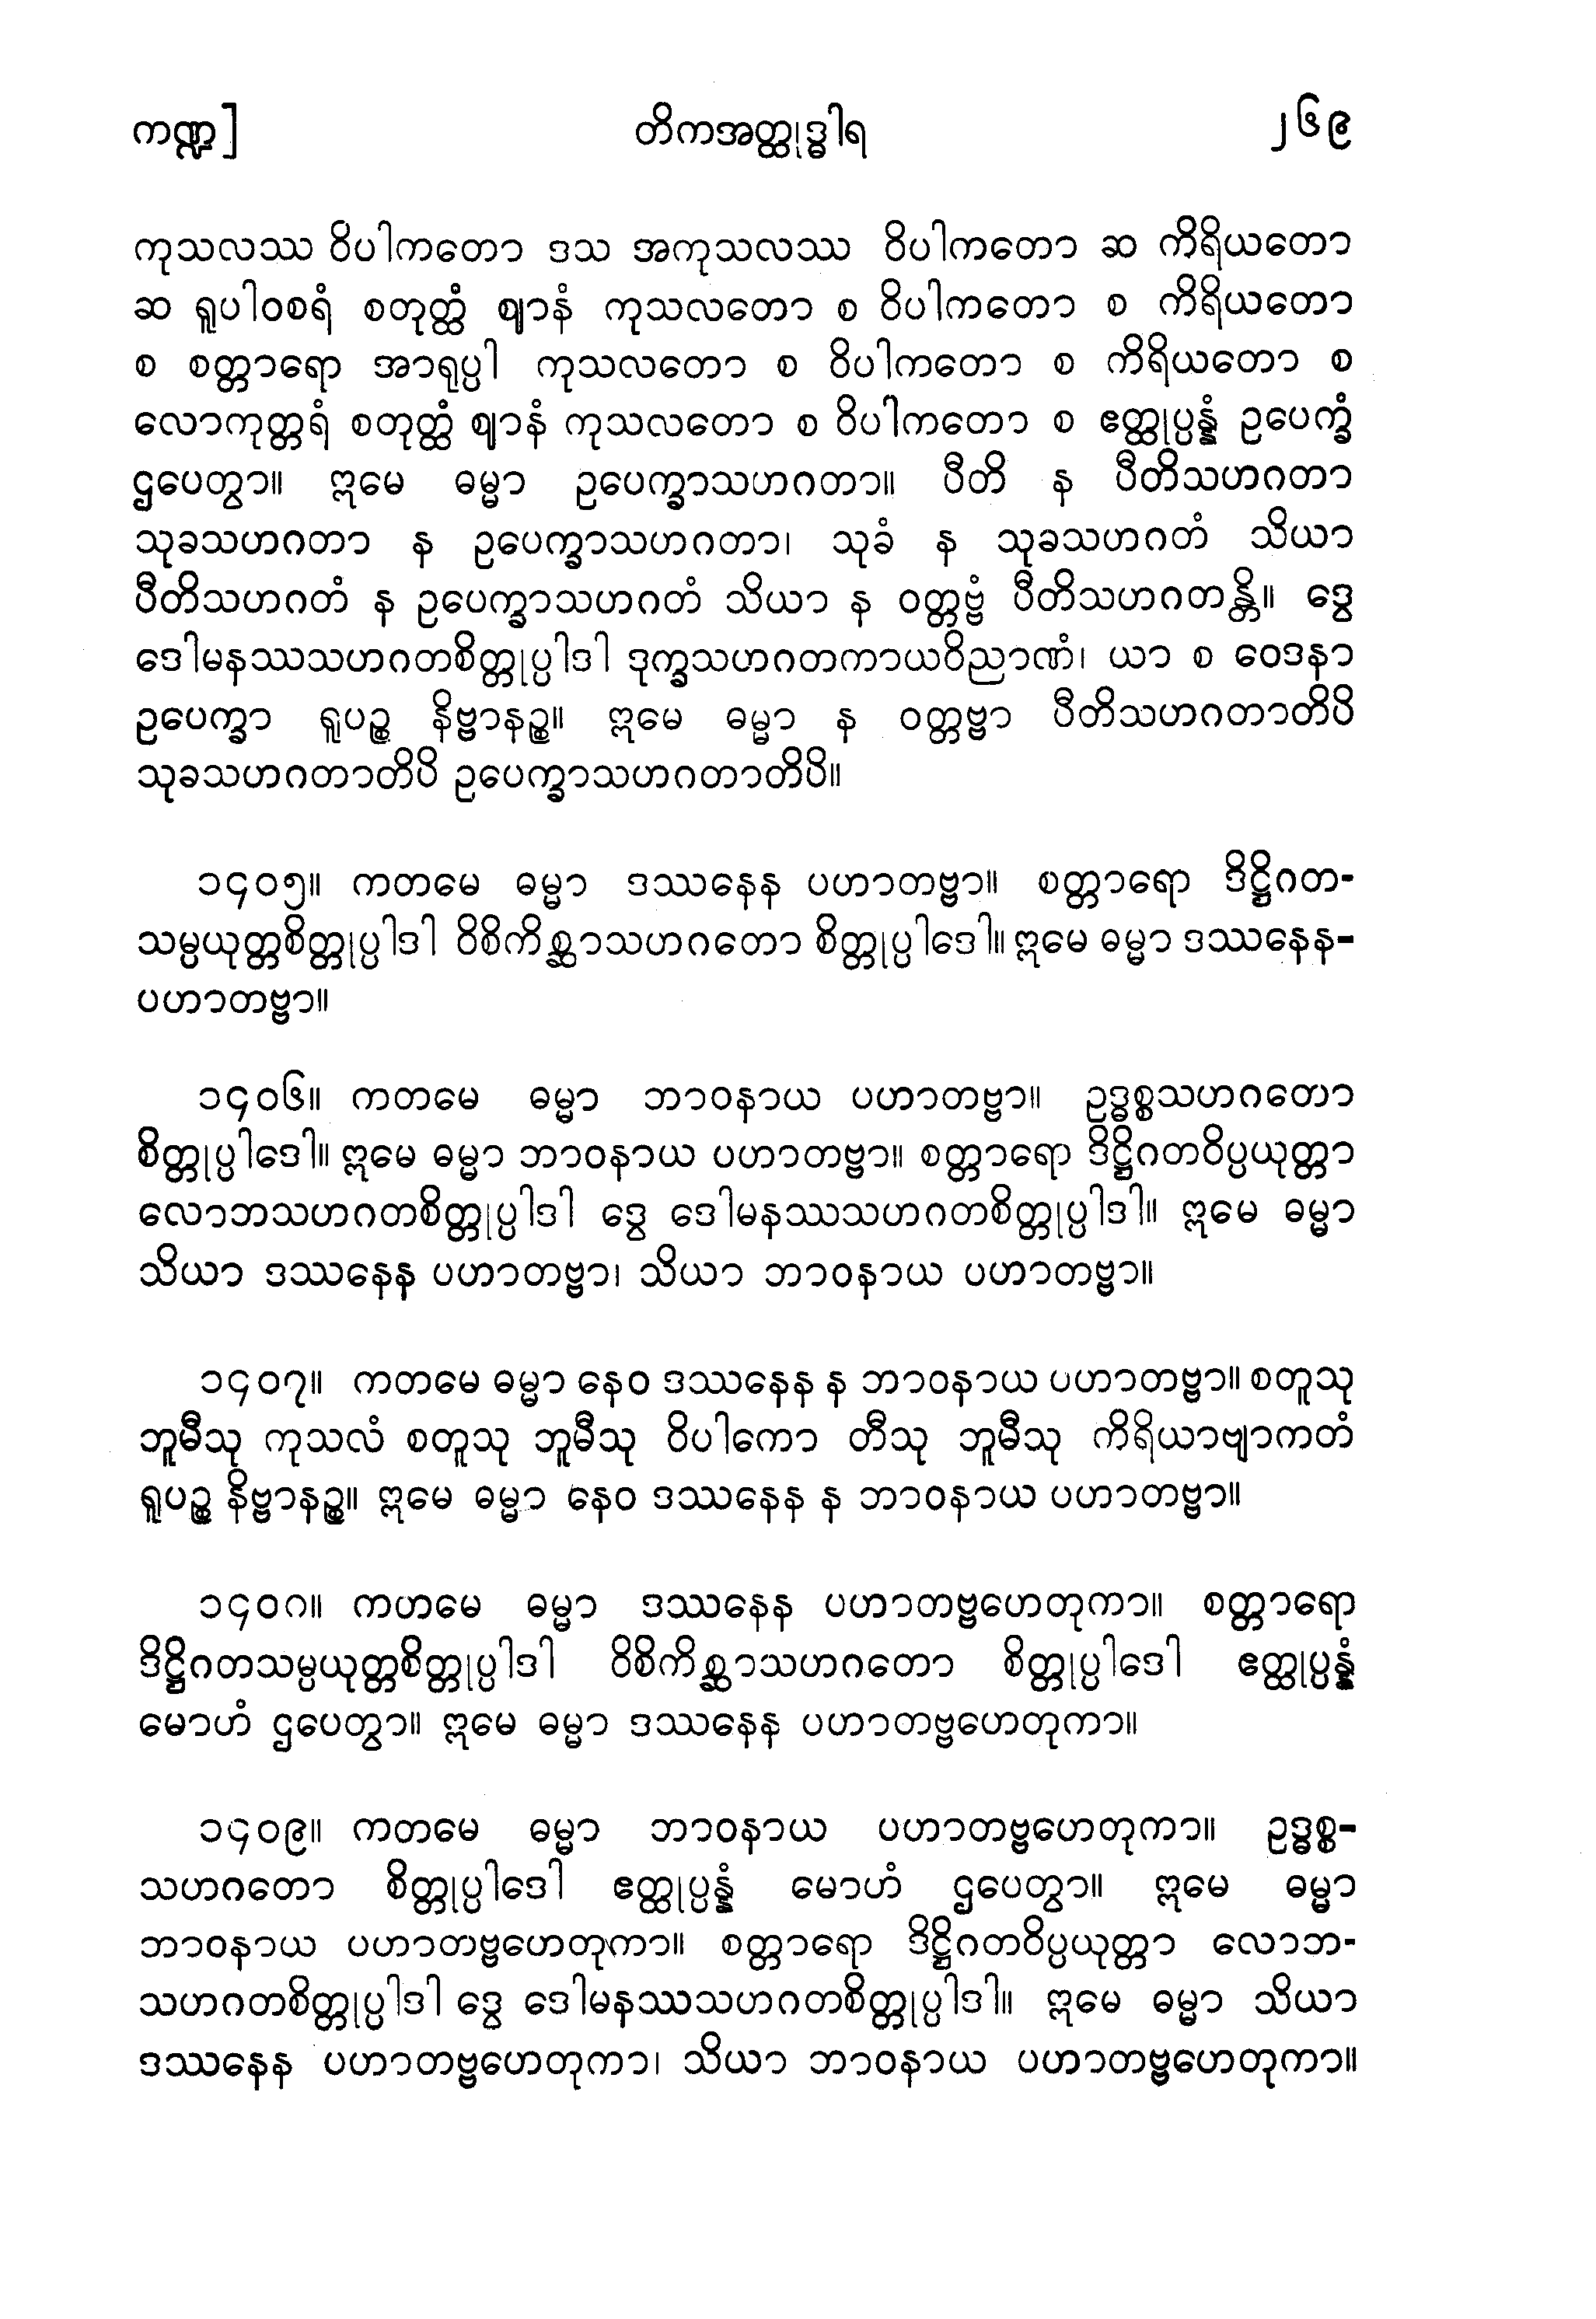 ကဏ္ဍ] တိကအတ္ထုဒ္ဓါရ ၂၆၉
ကုသလဿ ဝိပါကတော ဒသ အကုသလဿ ဝိပါကတော ဆ ကိရိယတော
ဆ ရူပါဝစရံ စတုတ္ထံ ဈာနံ ကုသလတော စ ဝိပါကတော စ ကိရိယတော
စ စတ္တာရော အာရုပ္ပါ ကုသလတော စ ဝိပါကတော စ ကိရိယတော စ
လောကုတ္တရံ စတုတ္ထံ ဈာနံ ကုသလတော စ ဝိပါကတော စ ဧတ္ထုပ္ပန္နံ ဥပေက္ခံ
ဌပေတွာ။ ဣမေ ဓမ္မာ ဥပေက္ခာသဟဂတာ။ ပီတိ န ပီတိသဟဂတာ
သုခသဟဂတာ န ဥပေက္ခာသဟဂတာ၊ သုခံ န သုခသဟဂတံ သိယာ
ပီတိသဟဂတံ န ဥပေက္ခာသဟဂတံ သိယာ န ဝတ္တဗ္ဗံ ပီတိသဟဂတန္တိ။ ဒွေ
ဒေါမနဿသဟဂတစိတ္တုပ္ပါဒါ ဒုက္ခသဟဂတကာယဝိညာဏံ၊ ယာ စ ဝေဒနာ
ဥပေက္ခာ ရူပဉ္စ နိဗ္ဗာနဉ္စ။ ဣမေ ဓမ္မာ န ဝတ္တဗ္ဗာ ပီတိသဟဂတာတိပိ
သုခသဟဂတာတိပိ ဥပေက္ခာသဟဂတာတိပိ။
၁၄၀၅။ ကတမေ ဓမ္မာ ဒဿနေန ပဟာတဗ္ဗာ။ စတ္တာရော ဒိဋ္ဌိဂတ-
သမ္ပယုတ္တစိတ္တုပ္ပါဒါ ဝိစိကိစ္ဆာသဟဂတော စိတ္တုပ္ပါဒေါ။ ဣမေ ဓမ္မာ ဒဿနေန-
ပဟာတဗ္ဗာ။
၁၄၀၆။ ကတမေ ဓမ္မာ ဘာဝနာယ ပဟာတဗ္ဗာ။ ဥဒ္ဓစ္စသဟဂတော
စိတ္တုပ္ပါဒေါ။ ဣမေ ဓမ္မာ ဘာဝနာယ ပဟာတဗ္ဗာ။ စတ္တာရော ဒိဋ္ဌိဂတဝိပ္ပယုတ္တာ
လောဘသဟဂတစိတ္တုပ္ပါဒါ ဒွေ ဒေါမနဿသဟဂတစိတ္တုပ္ပါဒါ။ ဣမေ ဓမ္မာ
သိယာ ဒဿနေန ပဟာတဗ္ဗာ၊ သိယာ ဘာဝနာယ ပဟာတဗ္ဗာ။
၁၄၀၇။ ကတမေ ဓမ္မာ နေဝ ဒဿနေန န ဘာဝနာယ ပဟာတဗ္ဗာ။ စတူသု
ဘူမီသု ကုသလံ စတူသု ဘူမီသု ဝိပါကော တီသု ဘူမီသု ကိရိယာဗျာကတံ
ရူပဉ္စ နိဗ္ဗာနဉ္စ။ ဣမေ ဓမ္မာ နေဝ ဒဿနေန န ဘာဝနာယ ပဟာတဗ္ဗာ။
၁၄၀ဂ။ ကဟမေ ဓမ္မာ ဒဿနေန ပဟာတဗ္ဗဟေတုကာ။ စတ္တာရော
ဒိဋ္ဌိဂတသမ္ပယုတ္တစိတ္တုပ္ပါဒါ ဝိစိကိစ္ဆာသဟဂတော စိတ္တုပ္ပါဒေါ ဧတ္ထုပ္ပန္နံ
မောဟံ ဌပေတွာ။ ဣမေ ဓမ္မာ ဒဿနေန ပဟာတဗ္ဗဟေတုကာ။
၁၄၀၉။ ကတမေ ဓမ္မာ ဘာဝနာယ ပဟာတဗ္ဗဟေတုကာ။ ဥဒ္ဓစ္စ-
သဟဂတော စိတ္တုပ္ပါဒေါ ဧတ္ထုပ္ပန္နံ မောဟံ ဌပေတွာ။ ဣမေ ဓမ္မာ
ဘာဝနာယ ပဟာတဗ္ဗဟေတုကာ။ စတ္တာရော ဒိဋ္ဌိဂတဝိပ္ပယုတ္တာ လောဘ-
သဟဂတစိတ္တုပ္ပါဒါ ဒွေ ဒေါမနဿသဟဂတစိတ္တုပ္ပါဒါ။ ဣမေ ဓမ္မာ သိယာ
ဒဿနေန ပဟာတဗ္ဗဟေတုကာ၊ သိယာ ဘာဝနာယ ပဟာတဗ္ဗဟေတုကာ။